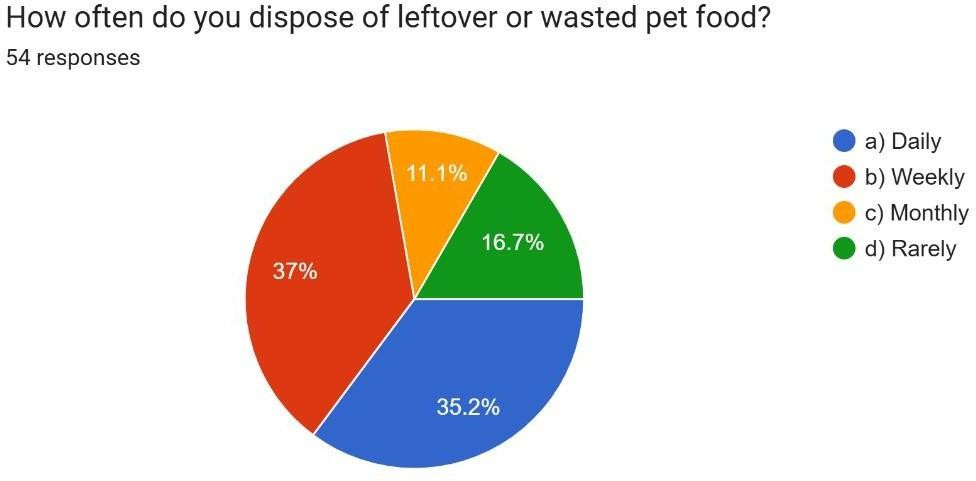 How often do you dispose of leftover or wasted pet food?
54 responses
11.1%
16.7%
37%
35.2%
a) Daily
b) Weekly
c) Monthly
d) Rarely